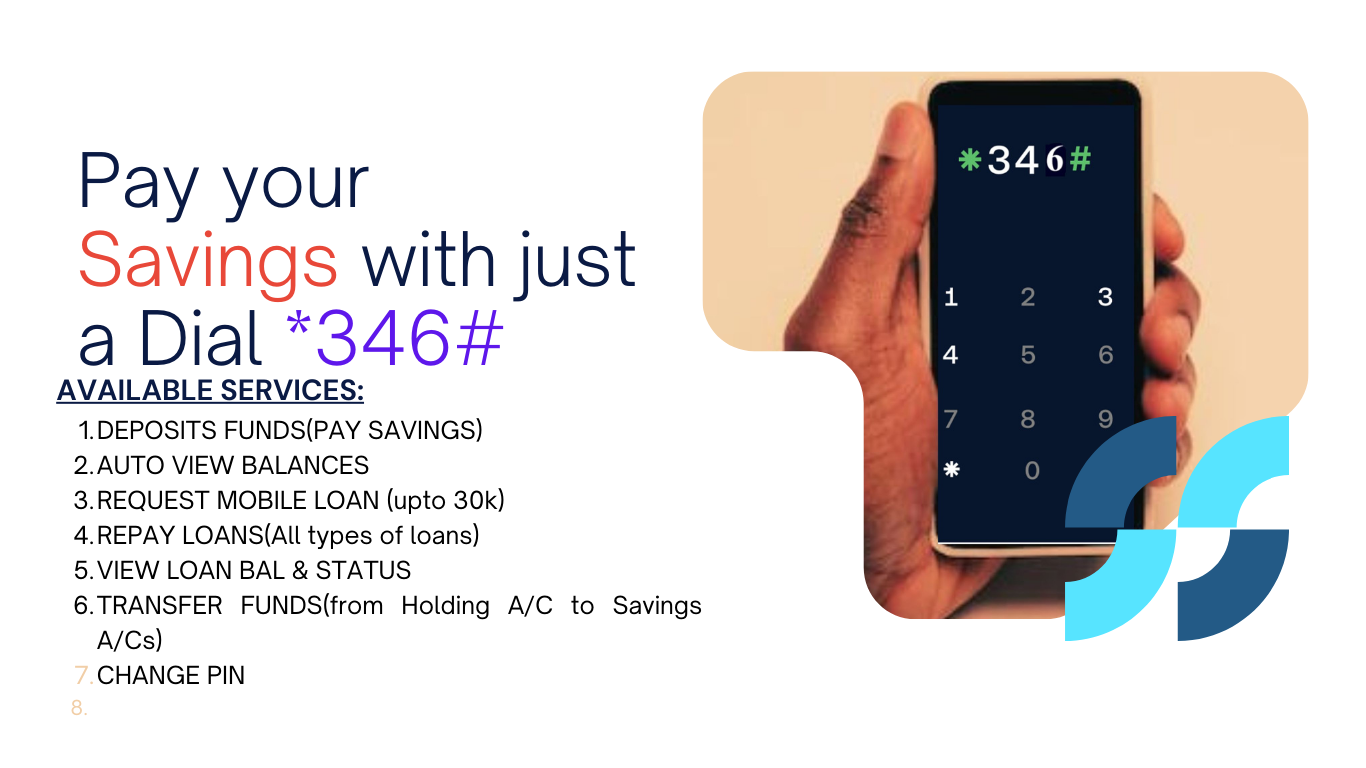 Pay your
Savings with just
a Dial *346#
AVAILABLE SERVICES:
1.DEPOSITS FUNDS(PAY SAVINGS)
2.AUTO VIEW BALANCES
3.REQUEST MOBILE LOAN (upto 30k)
4.REPAY LOANS(All types of loans)
5.VIEW LOAN BAL & STATUS
6.TRANSFER FUNDS(from Holding A/C to Savings
A/Cs)
7.CHANGE PIN
8.
*346#
1 2 3
4 5 6
7 8 9
* 0